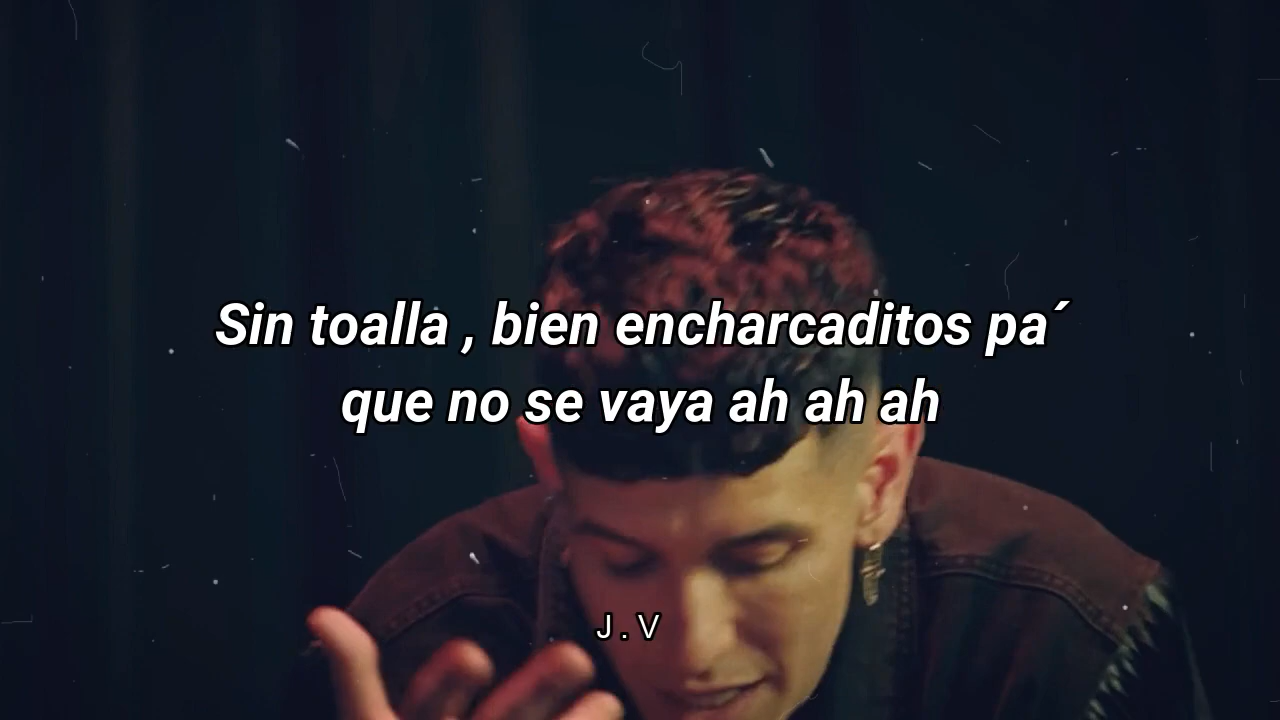 Sin toalla , bien encharcaditos pa´
que no se vaya ah ah ah
J . V